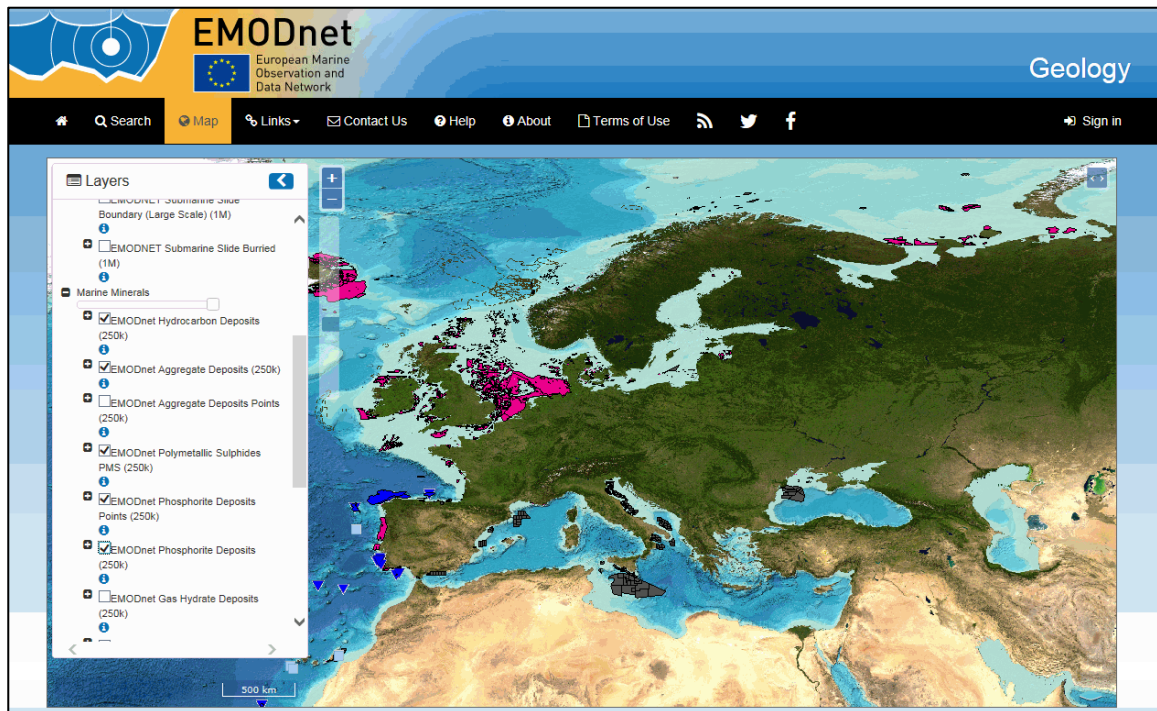 EMODnet
European Marine
Observation and
Data Network
Geology
Search
Map
Links
Contact Us
Help
About
Terms of Use
Sign in
Layers
EMODNET Submarine Slide
Boundary (Large Scale) (1M)
EMODNET Submarine Slide Burried
(1M)
Marine Minerals
EMODnet Hydrocarbon Deposits
(250k)
EMODnet Aggregate Deposits (250k)
EMODnet Aggregate Deposits Points
(250k)
EMODnet Polymetallic Sulphides
PMS (250k)
EMODnet Phosphorite Deposits
Points (250k)
EMODnet Phosphorite Deposits
(250k)
EMODnet Gas Hydrate Deposits
(250k)
500 km